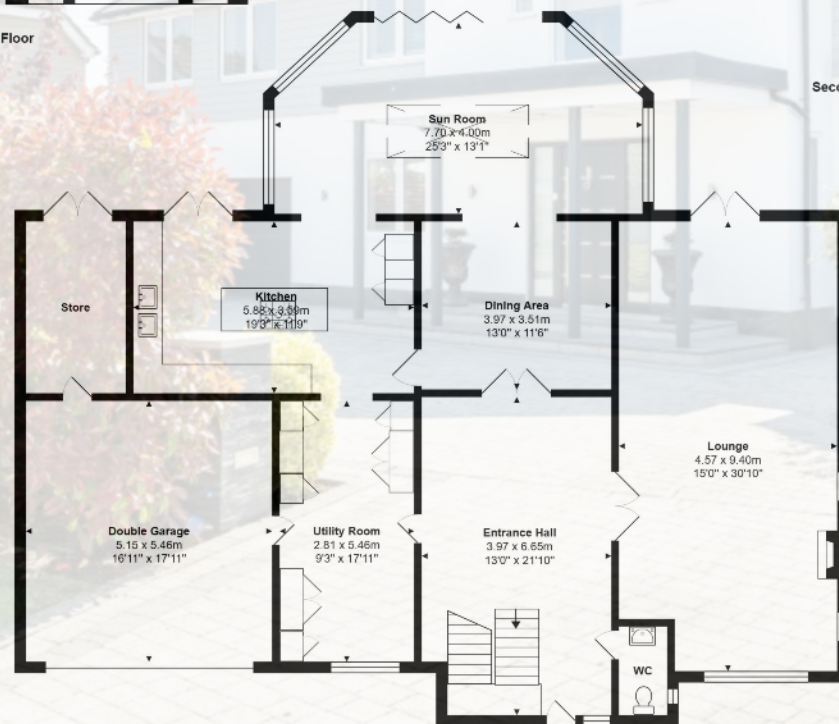 Floor
Seco
Sun Room
7.70 x 4.00m
25'3" x 13'1"
Store
Kitchen
5.88 x 3.59m
19'3" x 11'9"
Dining Area
3.97 x 3.51m
13'0" x 11'6"
Lounge
4.57 x 9.40m
15'0" x 30'10"
Double Garage
5.15 x 5.46m
16'11" x 17'11"
Utility Room
2.81 x 5.46m
9'3" x 17'11"
Entrance Hall
3.97 x 6.65m
13'0" x 21'10"
WC